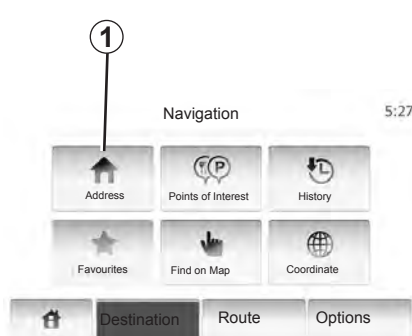 1
Navigation 5:27
Address Points of Interest History
Favourites Find on Map Coordinate
Destination Route Options